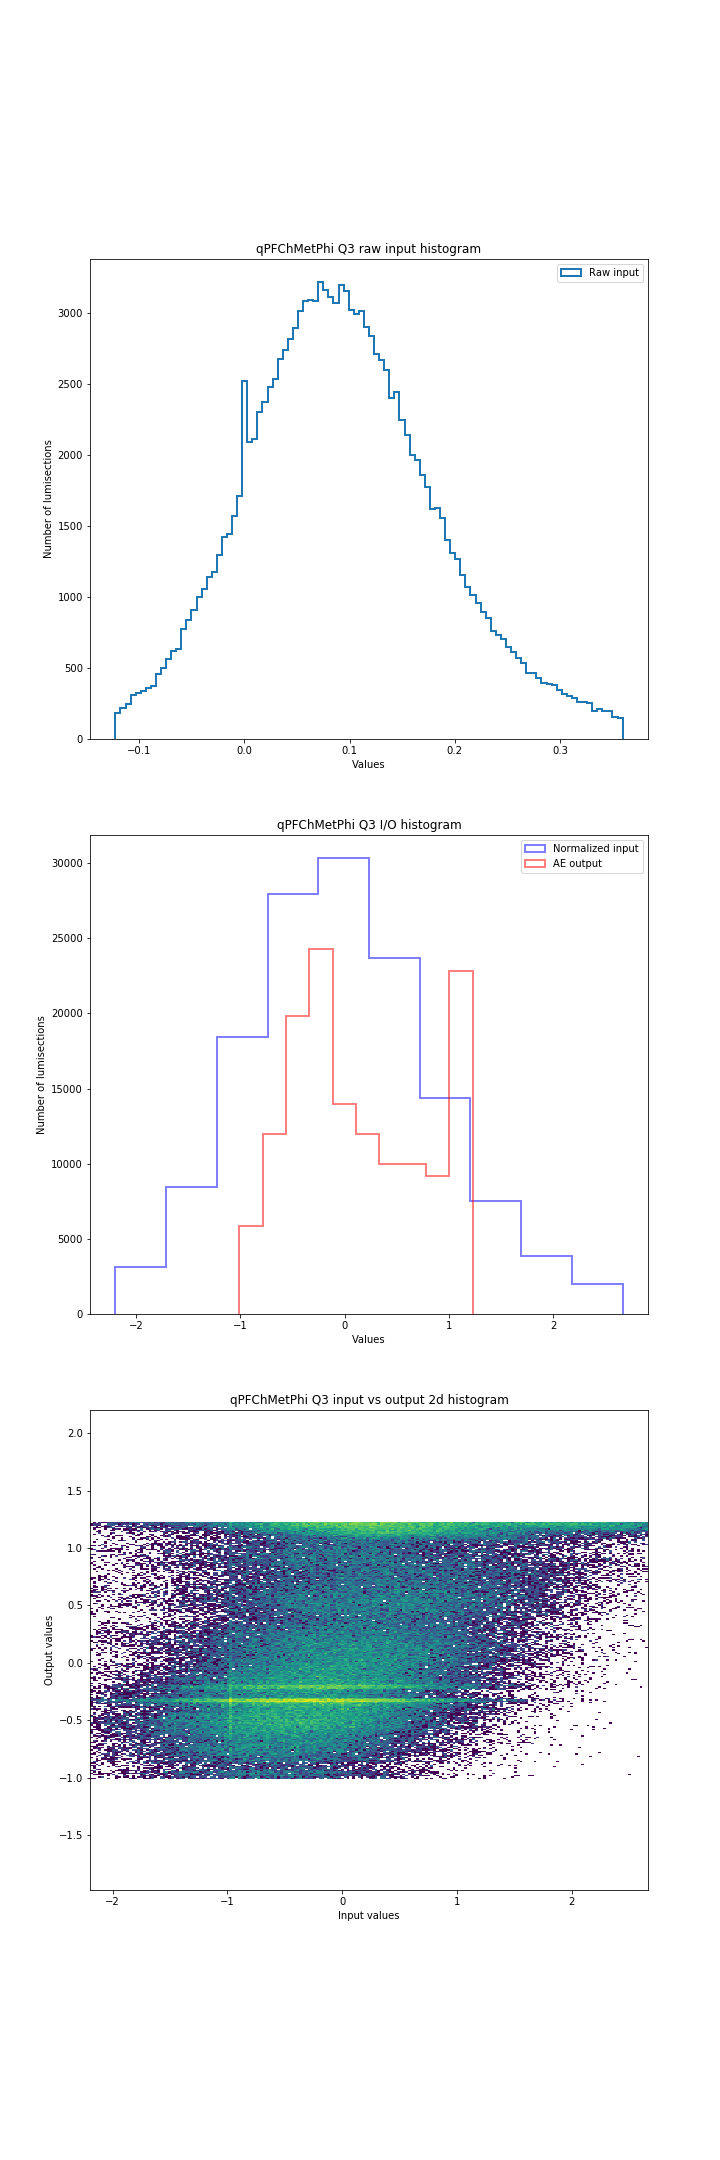 qPFChMetPhi Q3 raw input histogram
Raw input
3000
2500
2000
1500
1000
500
0
Number of lumisections
−0.1 0.0 0.1 0.2 0.3
Values
qPFChMetPhi Q3 I/O histogram
Normalized input
AE output
30000
25000
20000
15000
10000
5000
0
Number of lumisections
−2 −1 0 1 2
Values
qPFChMetPhi Q3 input vs output 2d histogram
2.0
1.5
1.0
0.5
0.0
−0.5
−1.0
−1.5
Output values
−2 −1 0 1 2
Input values